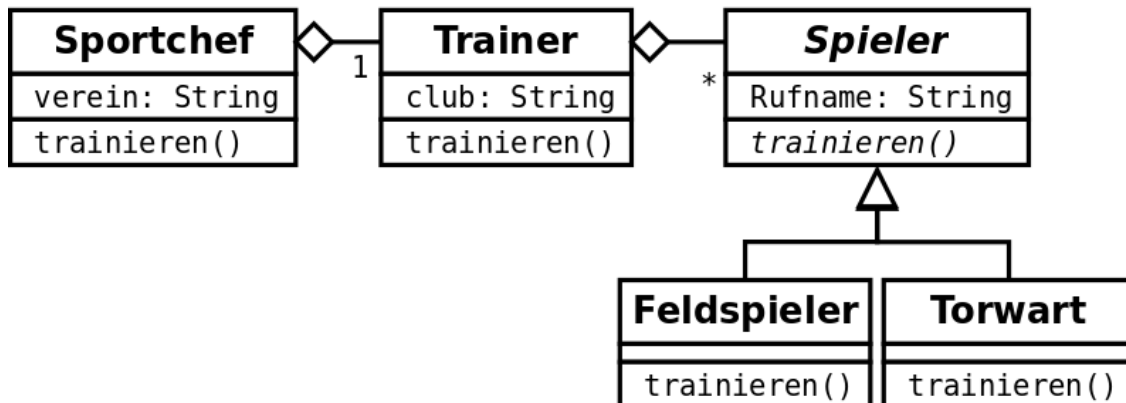 Sportchef
verein: String
trainieren()
1
Trainer
club: String
trainieren()
*
Spieler
Rufname: String
trainieren()
Feldspieler
trainieren()
Torwart
trainieren()